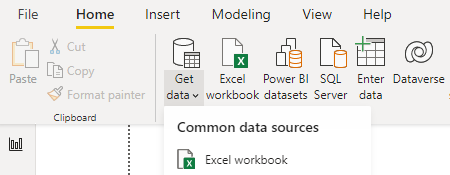 File Home Insert Modeling View Help
Paste
Cut
Copy
Format painter
Clipboard
Get
data
Excel
workbook
Power BI
datasets
SQL
Server
Enter
data
Dataverse
Common data sources
Excel workbook